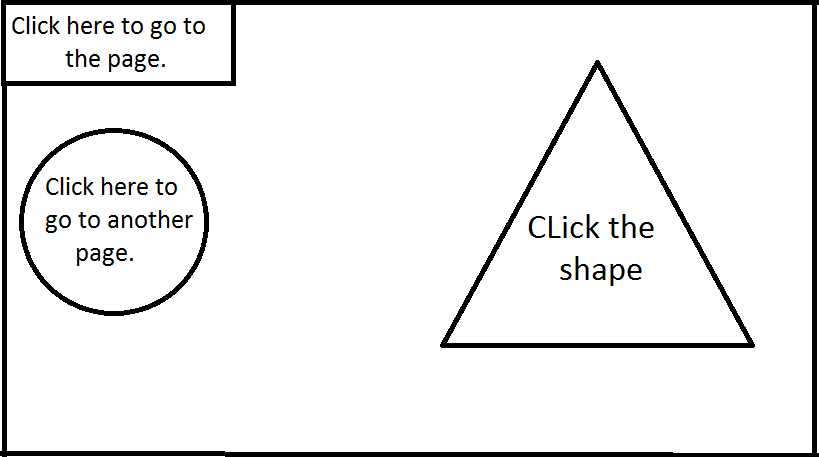 Click here to go to
the page.
Click here to
go to another
page.
CLick the
shape